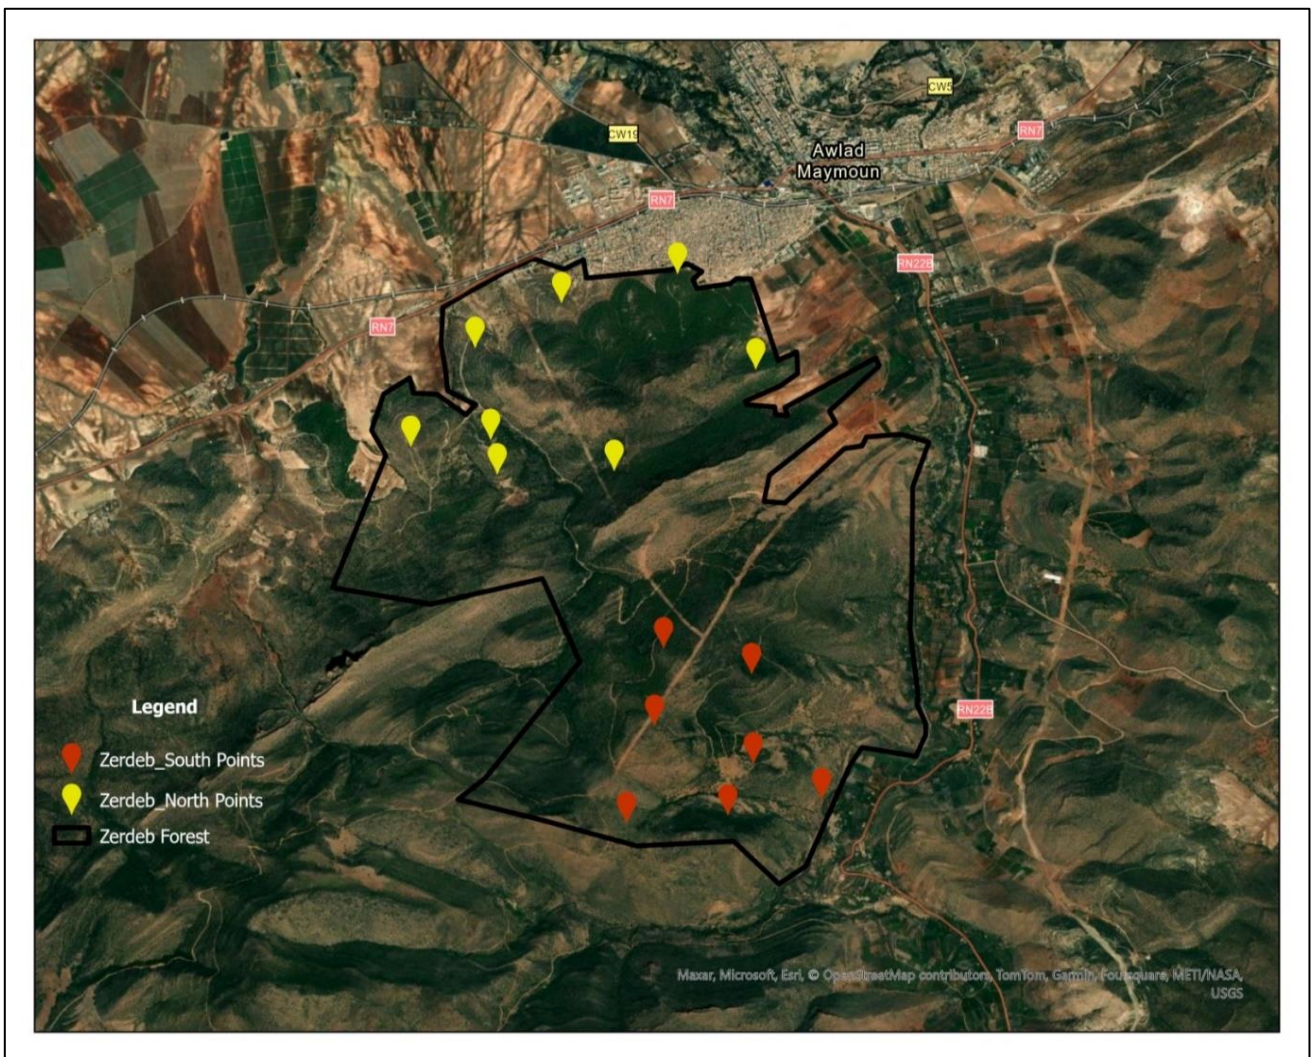 CW5
CW19
RN7
Awlad
Maymoun
RN7
RN22B
RN7
Legend
RN22B
Zerdeb_South Points
Zerdeb_North Points
Zerdeb Forest
Maxar, Microsoft, Esri, © OpenStreetMap contributors, TomTom, Garmin, Foursquare, METI/NASA,
USGS